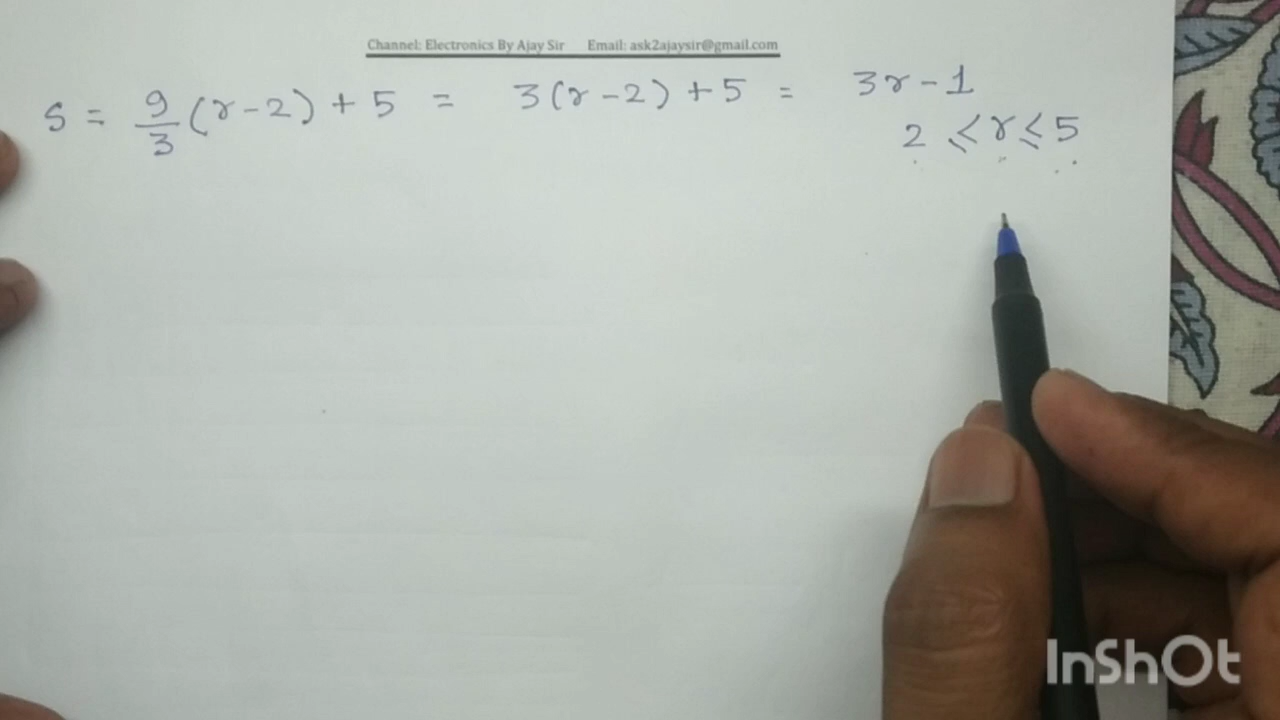 Channel: Electronics By Ajay Sir Email: ask2ajaysir@gmail.com
S = 9/3 (r - 2) + 5 = 3(r - 2) + 5 = 3r - 1
2 ≤ r ≤ 5
InShOt